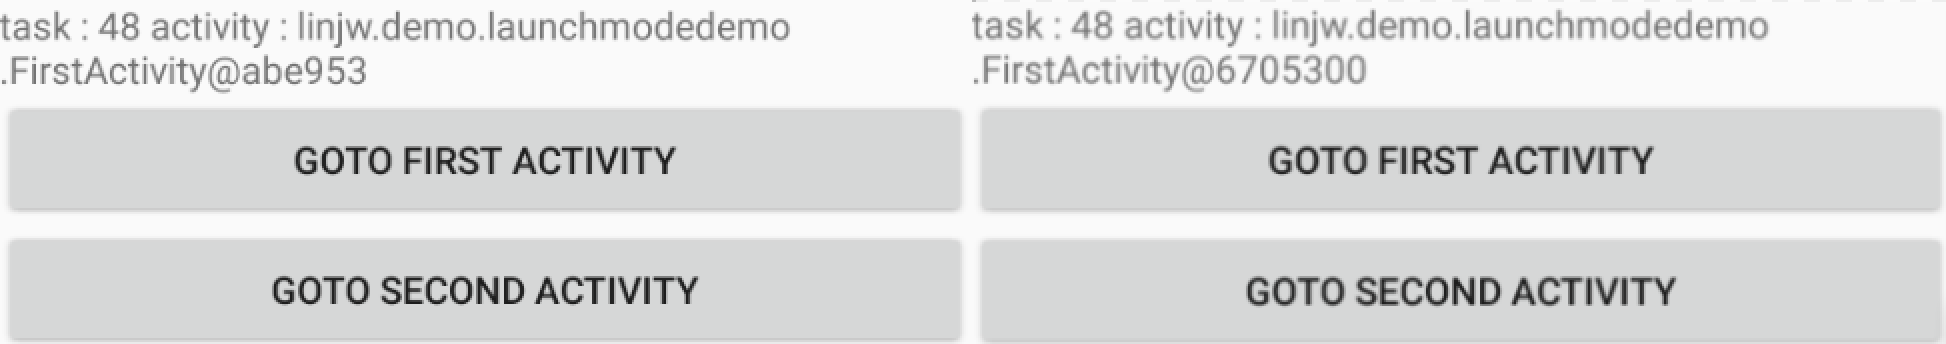 task : 48 activity : linjw.demo.launchmodedemo
.FirstActivity@abe953
GOTO FIRST ACTIVITY
GOTO SECOND ACTIVITY
task : 48 activity : linjw.demo.launchmodedemo
.FirstActivity@6705300
GOTO FIRST ACTIVITY
GOTO SECOND ACTIVITY